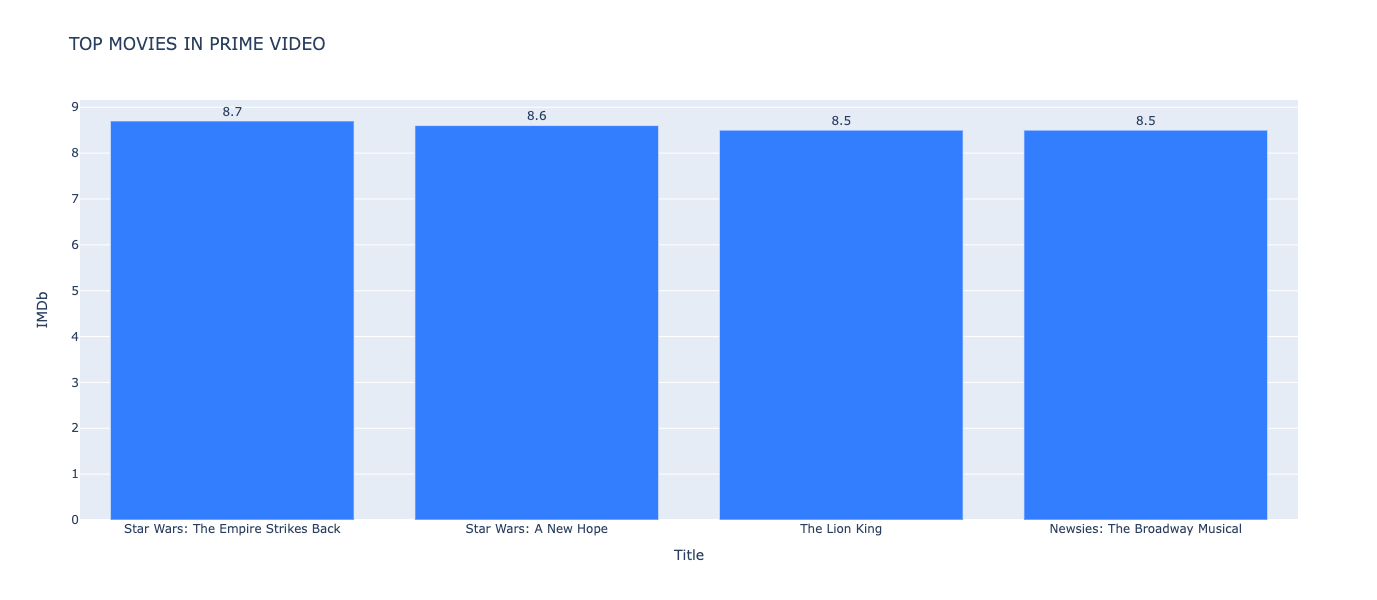 TOP MOVIES IN PRIME VIDEO
9
8
7
6
5
4
3
2
1
0
IMDb
8.7
8.6
8.5
8.5
Star Wars: The Empire Strikes Back
Star Wars: A New Hope
The Lion King
Newsies: The Broadway Musical
Title